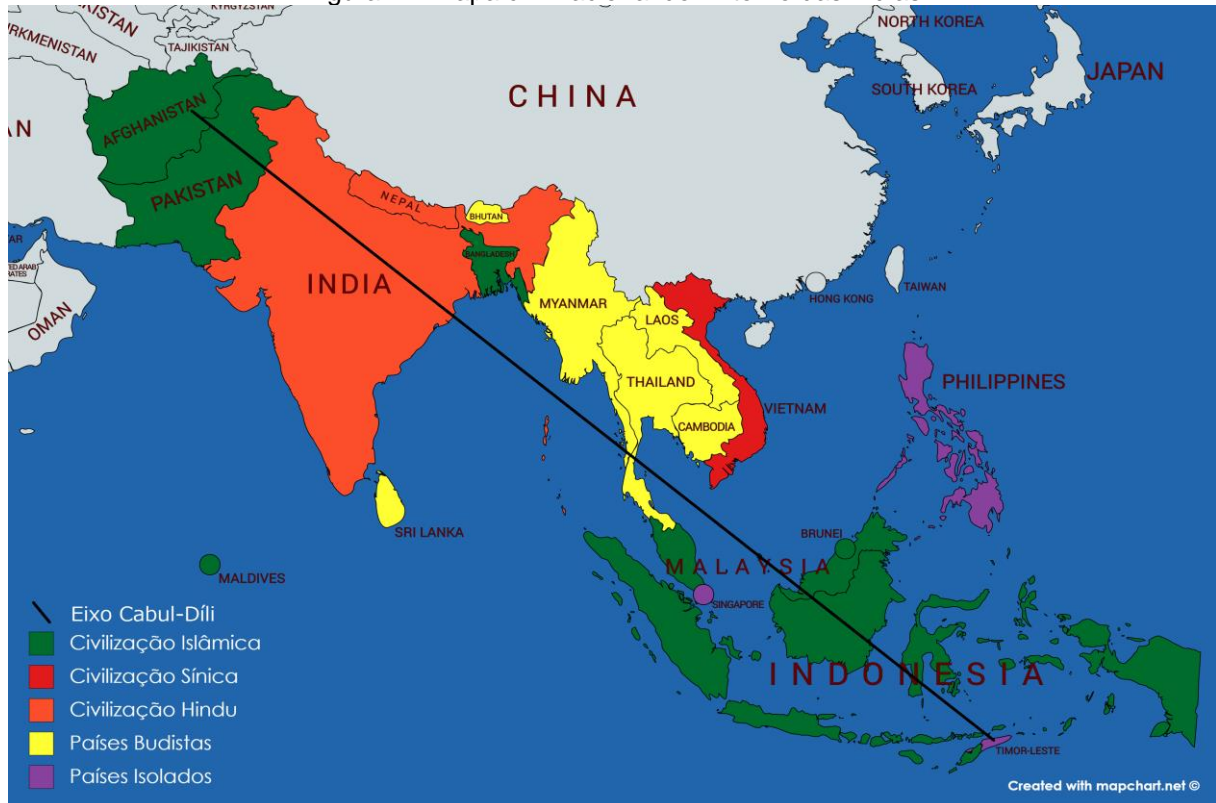 NORTH KOREA
KYRGYZSTAN
TAJIKISTAN
JAPAN
SOUTH KOREA
CHINA
AFGHANISTAN
PAKISTAN
NEPAL
BHUTAN
BANGLADESH
INDIA
OMAN
MYANMAR
LAOS
HONG KONG
TAIWAN
THAILAND
VIETNAM
CAMBODIA
PHILIPPINES
SRI LANKA
MALDIVES
BRUNEI
MALAYSIA
SINGAPORE
INDONESIA
TIMOR-LESTE
Eixo Cabul-Díli
Civilização Islâmica
Civilização Sínica
Civilização Hindu
Países Budistas
Países Isolados
Created with mapchart.net ©